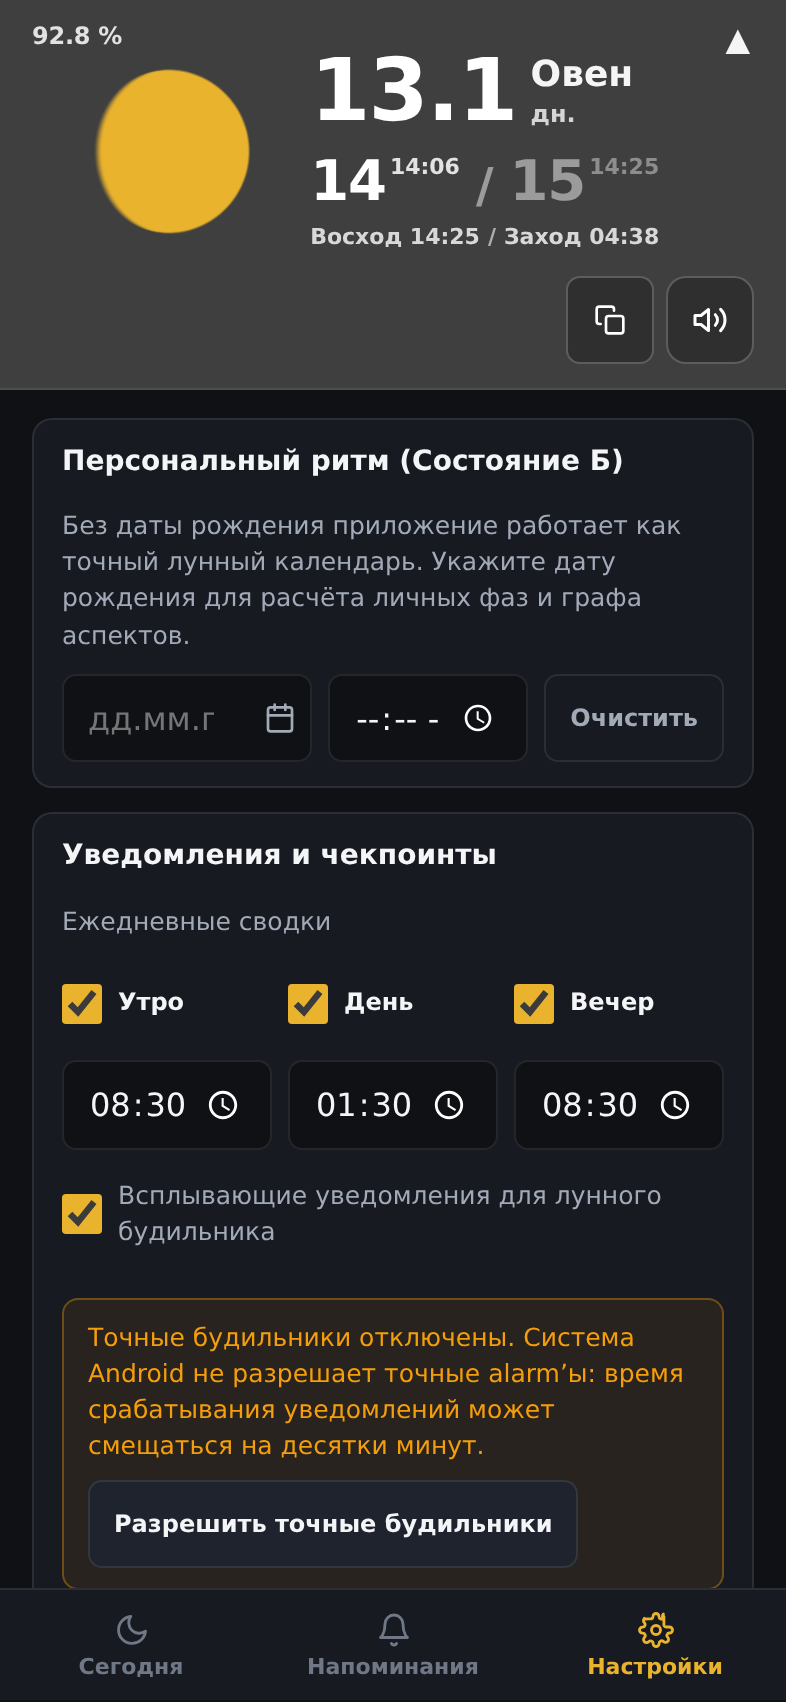 92.8 %
▲
13.1 Овен
дн.
14 14:06 / 15 14:25
Восход 14:25 / Заход 04:38
Персональный ритм (Состояние Б)
Без даты рождения приложение работает как
точный лунный календарь. Укажите дату
рождения для расчёта личных фаз и графа
аспектов.
дд.мм.г --:-- - Очистить
Уведомления и чекпоинты
Ежедневные сводки
Утро День Вечер
08:30 01:30 08:30
Всплывающие уведомления для лунного
будильника
Точные будильники отключены. Система
Android не разрешает точные alarm’ы: время
срабатывания уведомлений может
смещаться на десятки минут.
Разрешить точные будильники
Сегодня Напоминания Настройки